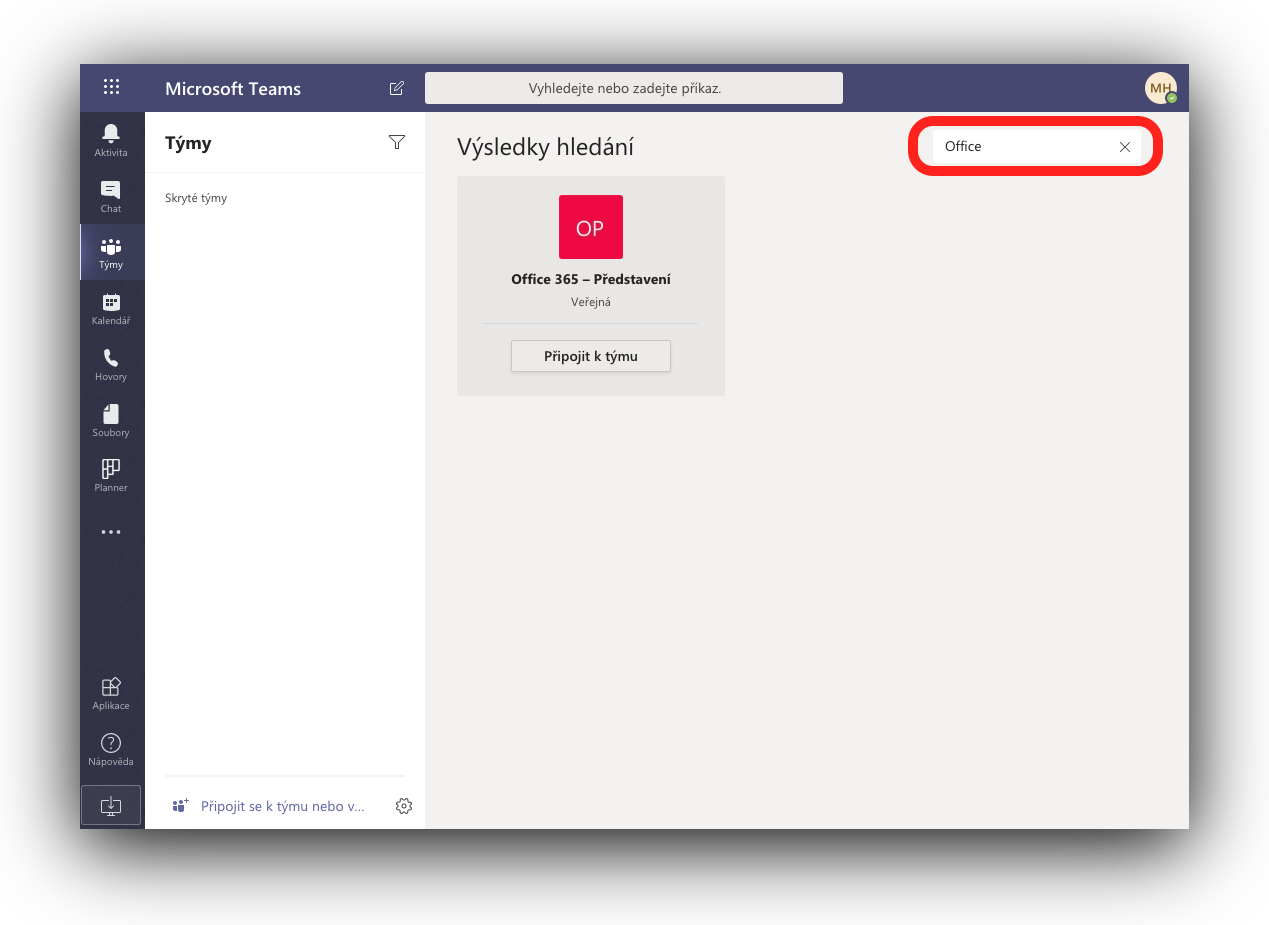 Microsoft Teams
Vyhledejte nebo zadejte příkaz.
MH
Aktivita
Chat
Týmy
Kalendář
Hovory
Soubory
Planner
Aplikace
Nápověda
Týmy
Skryté týmy
Připojit se k týmu nebo v...
Výsledky hledání
Office
OP
Office 365 – Představení
Veřejná
Připojit k týmu